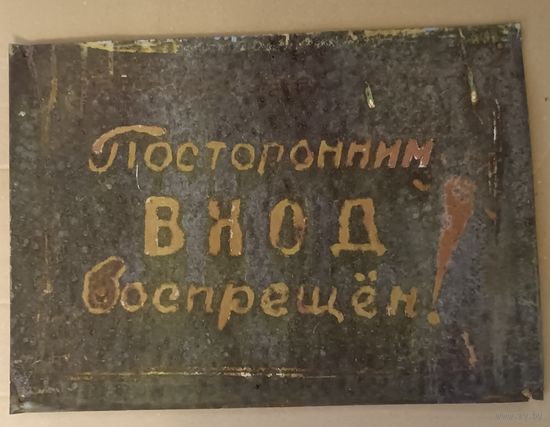 Посторонним
ВХОД
воспрещён!